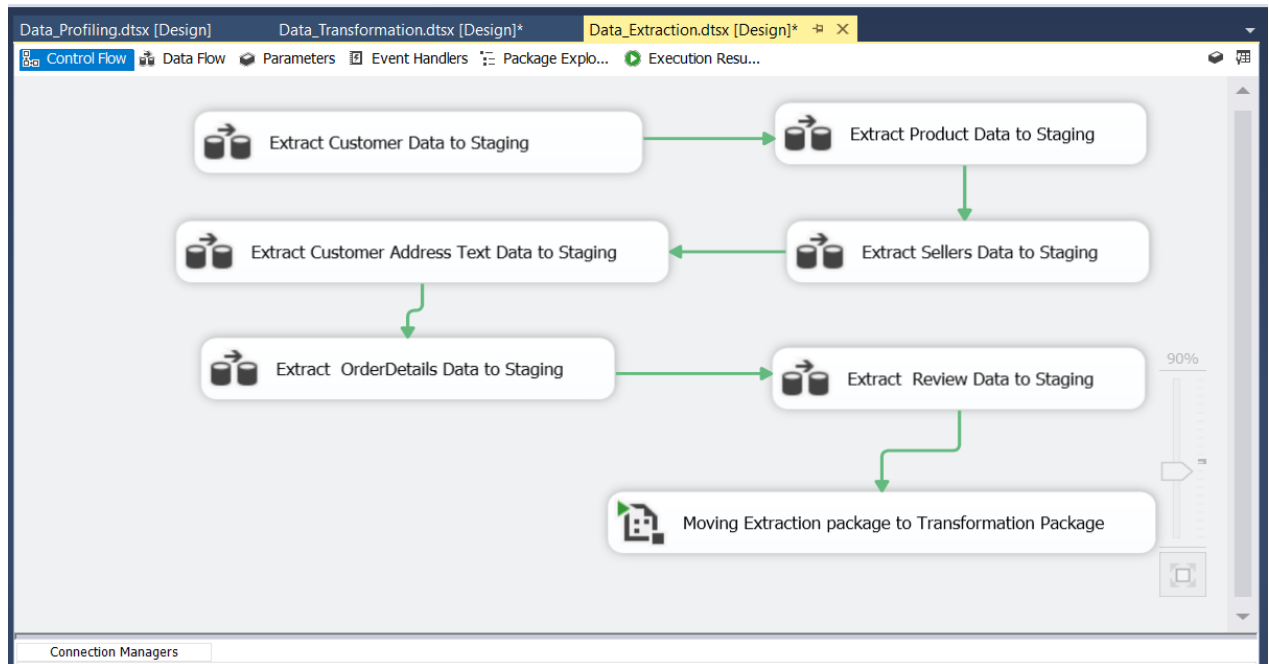 Data_Profiling.dtsx [Design]
Data_Transformation.dtsx [Design]*
Data_Extraction.dtsx [Design]*
Control Flow
Data Flow
Parameters
Event Handlers
Package Explo...
Execution Resu...
Extract Customer Data to Staging
Extract Product Data to Staging
Extract Customer Address Text Data to Staging
Extract Sellers Data to Staging
Extract  OrderDetails Data to Staging
Extract  Review Data to Staging
90%
Moving Extraction package to Transformation Package
Connection Managers